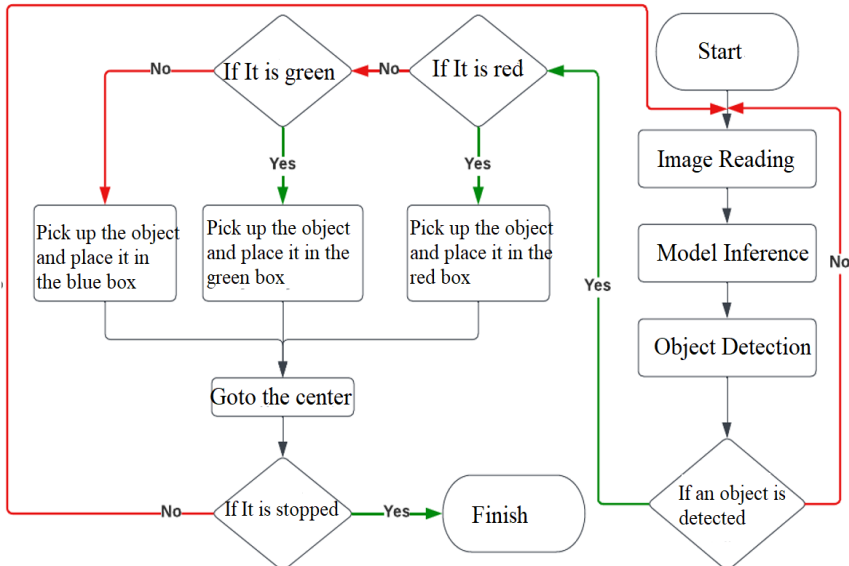 Start
Image Reading
Model Inference
Object Detection
If an object is
detected
No
Yes
If It is red
No
Yes
If It is green
No
Yes
Pick up the object
and place it in
the blue box
Pick up the object
and place it in the
green box
Pick up the object
and place it in the
red box
Goto the center
If It is stopped
No
Yes
Finish